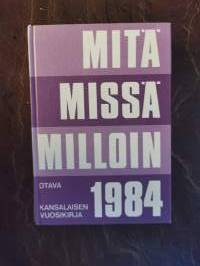 MITÄ
MISSÄ
MILLOIN
OTAVA
KANSALAISEN
VUOSIKIRJA
1984